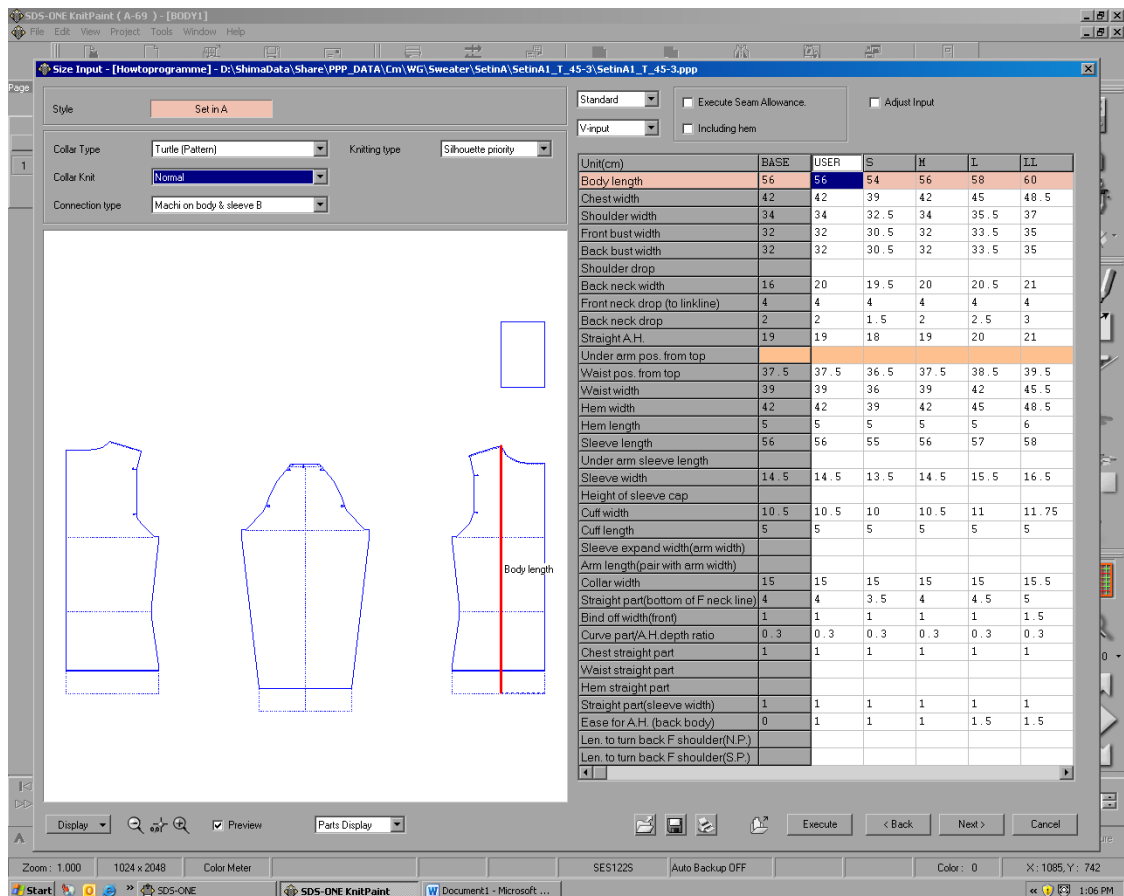 SDS-ONE KnitPaint ( A-69 ) - [BODY1]
File Edit View Project Tools Window Help
Size Input - [Howtoprogramme] - D:\ShimaData\Share\PPP_DATA\Cm\WG\Sweater\SetinA\SetinA1_T_45-3\SetinA1_T_45-3.ppp
Page
1
Style Set in A
Collar Type Turtle (Pattern) Knitting type Silhouette priority
Collar Knit Normal
Connection type Machi on body & sleeve B
Standard Execute Seam Allowance. Adjust Input
V-input Including hem
Unit(cm) BASE USER S M L LL
Body length 56 56 54 56 58 60
Chest width 42 42 39 42 45 48.5
Shoulder width 34 34 32.5 34 35.5 37
Front bust width 32 32 30.5 32 33.5 35
Back bust width 32 32 30.5 32 33.5 35
Shoulder drop
Back neck width 16 20 19.5 20 20.5 21
Front neck drop (to linkline) 4 4 4 4 4 4
Back neck drop 2 2 1.5 2 2.5 3
Straight A.H. 19 19 18 19 20 21
Under arm pos. from top
Waist pos. from top 37.5 37.5 36.5 37.5 38.5 39.5
Waist width 39 39 36 39 42 45.5
Hem width 42 42 39 42 45 48.5
Hem length 5 5 5 5 5 6
Sleeve length 56 56 55 56 57 58
Under arm sleeve length
Sleeve width 14.5 14.5 13.5 14.5 15.5 16.5
Height of sleeve cap
Cuff width 10.5 10.5 10 10.5 11 11.75
Cuff length 5 5 5 5 5 5
Sleeve expand width(arm width)
Arm length(pair with arm width)
Collar width 15 15 15 15 15 15.5
Straight part(bottom of F neck line) 4 4 3.5 4 4.5 5
Bind off width(front) 1 1 1 1 1 1.5
Curve part/A.H.depth ratio 0.3 0.3 0.3 0.3 0.3 0.3
Chest straight part 1 1 1 1 1 1
Waist straight part
Hem straight part
Straight part(sleeve width) 1 1 1 1 1 1
Ease for A.H. (back body) 0 1 1 1 1.5 1.5
Len. to turn back F shoulder(N.P.)
Len. to turn back F shoulder(S.P.)
Body length
Display Preview Parts Display Execute < Back Next > Cancel
Zoom : 1.000 1024 x 2048 Color Meter SES122S Auto Backup OFF Color : 0 X : 1085, Y : 742
Start » SDS-ONE SDS-ONE KnitPaint Document1 - Microsoft ... « 1:06 PM